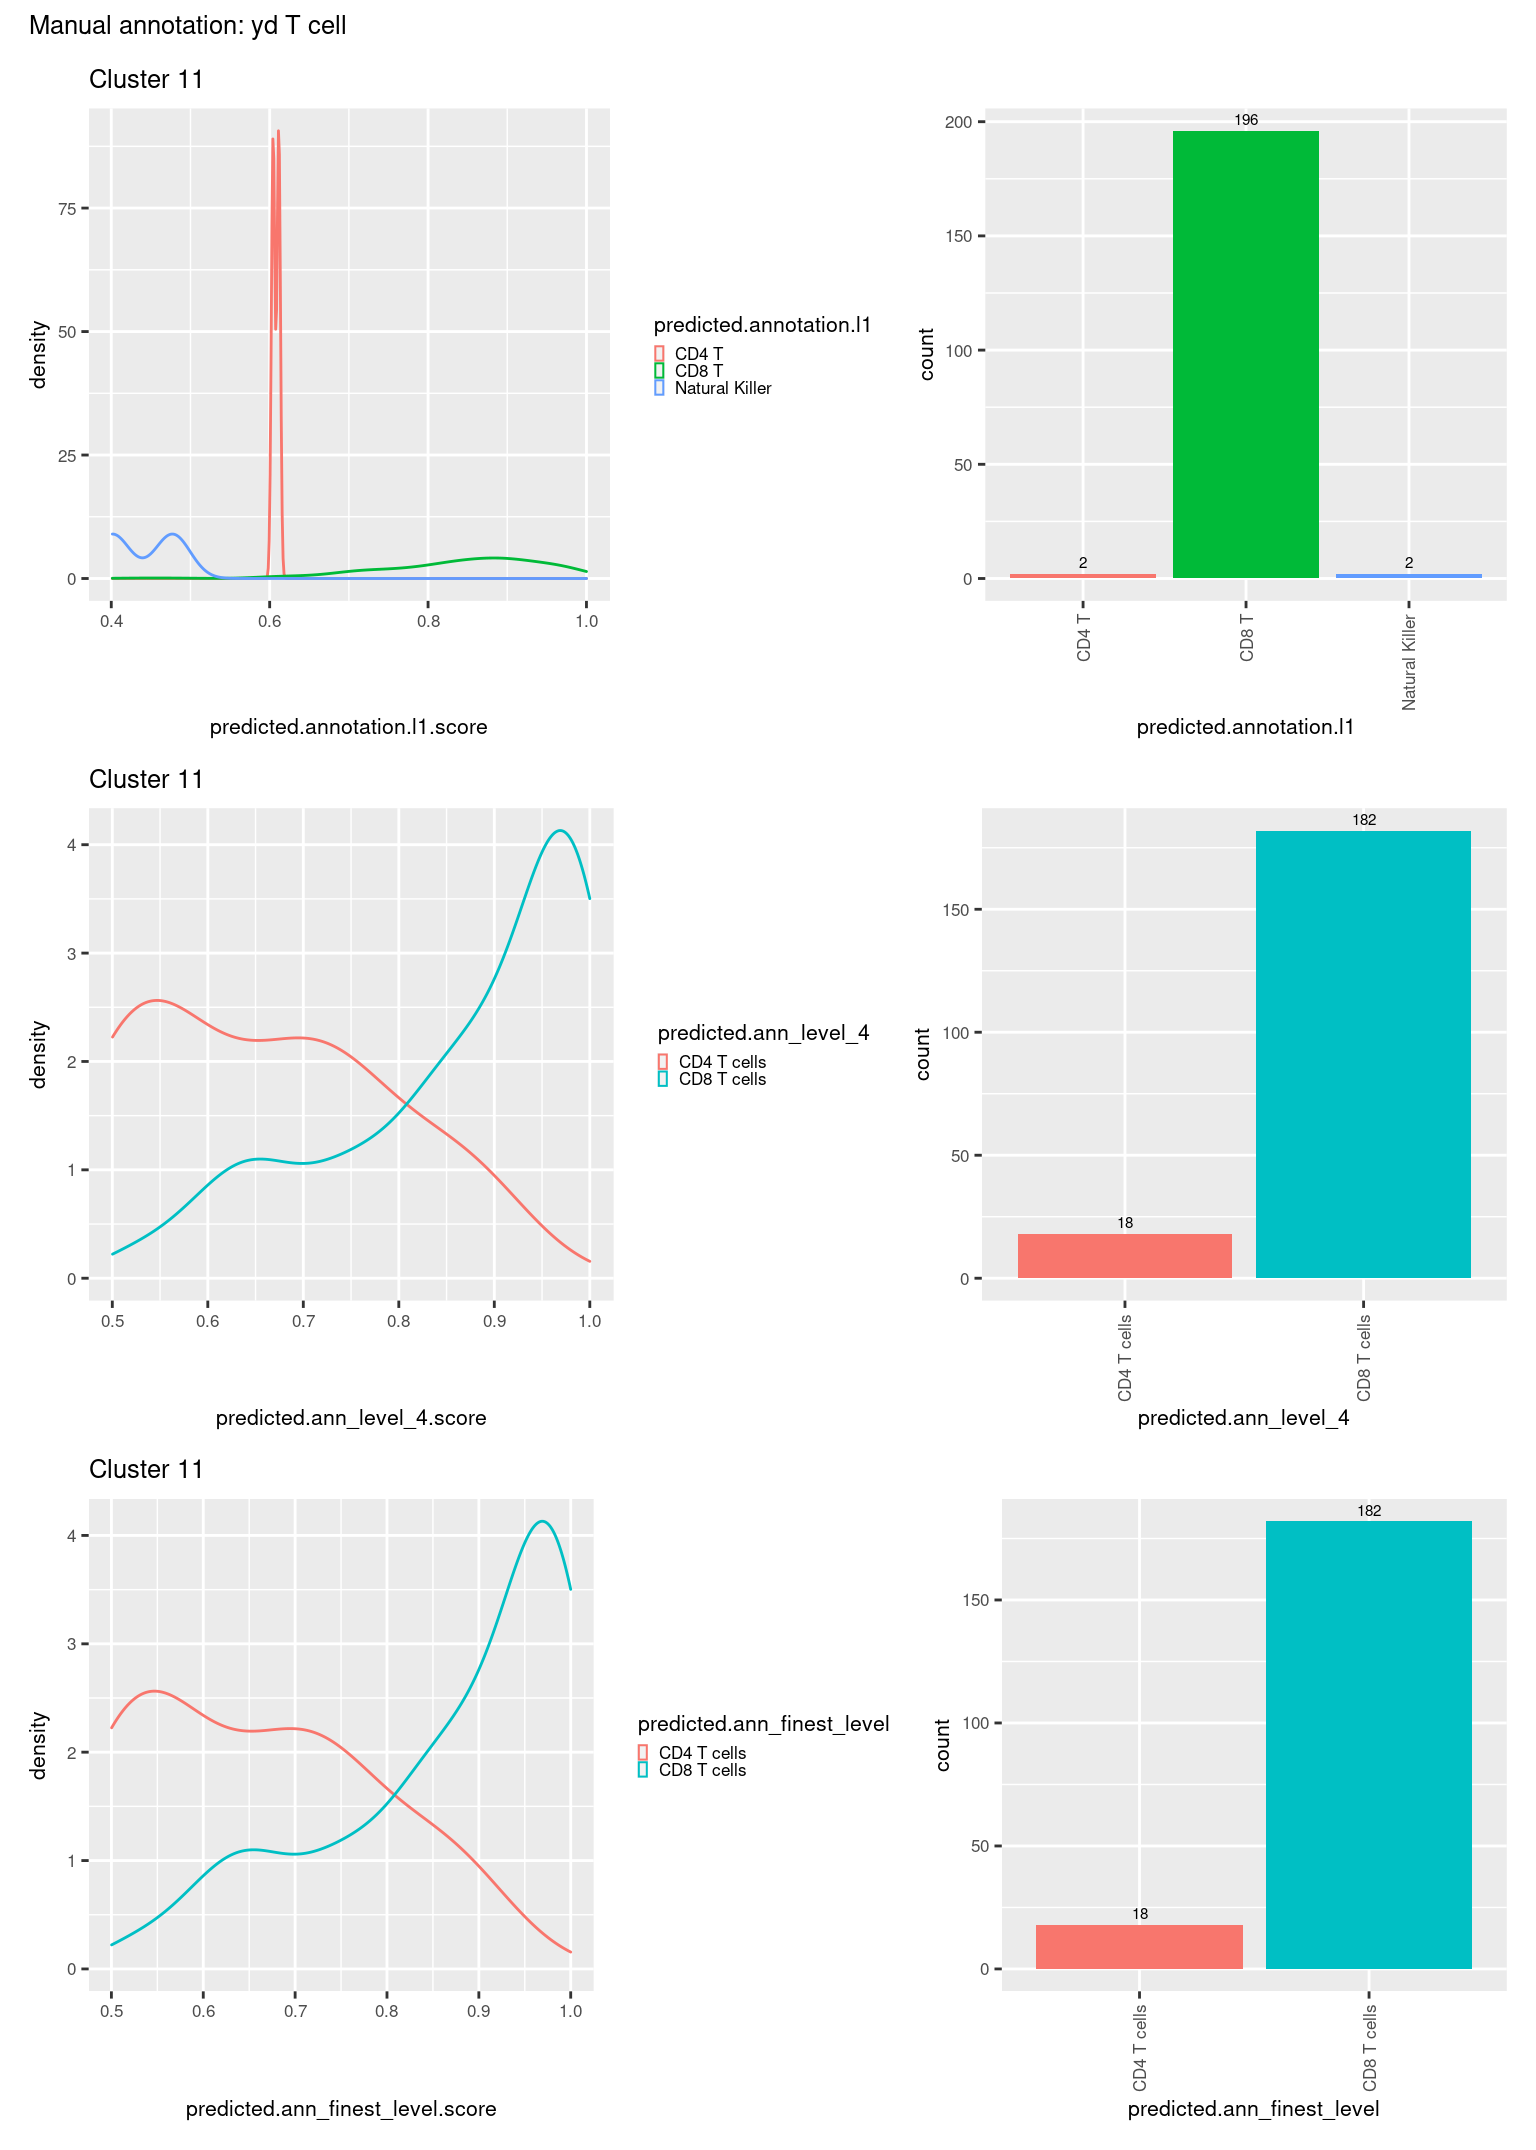 Manual annotation: yd T cell
Cluster 11
density
75
50
25
0
0.4 0.6 0.8 1.0
predicted.annotation.l1.score
predicted.annotation.l1
CD4 T
CD8 T
Natural Killer
count
200
150
100
50
0
2 196 2
CD4 T
CD8 T
Natural Killer
predicted.annotation.l1
Cluster 11
density
4
3
2
1
0
0.5 0.6 0.7 0.8 0.9 1.0
predicted.ann_level_4.score
predicted.ann_level_4
CD4 T cells
CD8 T cells
count
150
100
50
0
18 182
CD4 T cells
CD8 T cells
predicted.ann_level_4
Cluster 11
density
4
3
2
1
0
0.5 0.6 0.7 0.8 0.9 1.0
predicted.ann_finest_level.score
predicted.ann_finest_level
CD4 T cells
CD8 T cells
count
150
100
50
0
18 182
CD4 T cells
CD8 T cells
predicted.ann_finest_level